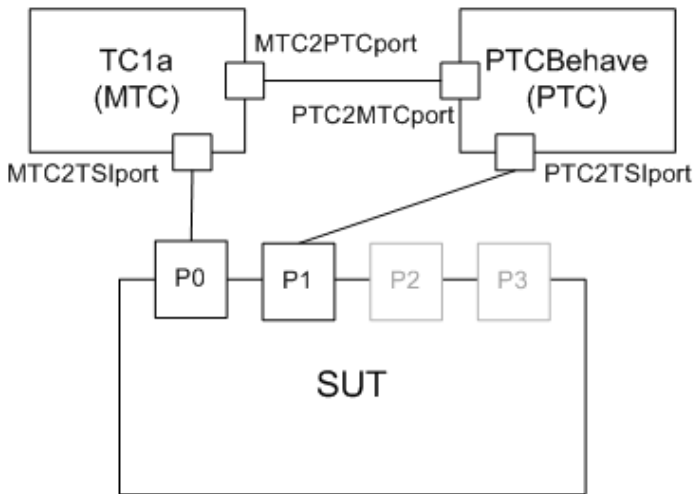 TC1a
(MTC)
MTC2PTCport
PTCBehave
(PTC)
PTC2MTCport
MTC2TSIport
PTC2TSIport
P0
P1
P2
P3
SUT